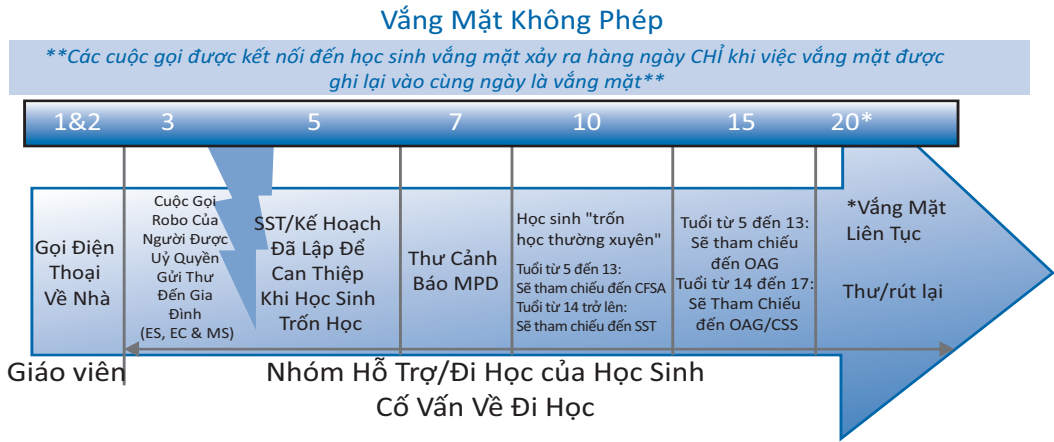 Vắng Mặt Không Phép
**Các cuộc gọi được kết nối đến học sinh vắng mặt xảy ra hàng ngày CHỈ khi việc vắng mặt được
ghi lại vào cùng ngày là vắng mặt**
1&2 3 5 7 10 15 20*
Gọi Điện
Thoại
Về Nhà
Cuộc Gọi
Robo Của
Người Được
Uỷ Quyền
Gửi Thư
Đến Gia
Đình
(ES, EC & MS)
SST/Kế Hoạch
Đã Lập Để
Can Thiệp
Khi Học Sinh
Trốn Học
Thư Cảnh
Báo MPD
Học sinh "trốn
học thường xuyên"
Tuổi từ 5 đến 13:
Sẽ tham chiếu đến CFSA
Tuổi từ 14 trở lên:
Sẽ tham chiếu đến SST
Tuổi từ 5 đến 13:
Sẽ tham chiếu
đến OAG
Tuổi từ 14 đến 17:
Sẽ Tham Chiếu
đến OAG/CSS
*Vắng Mặt
Liên Tục
Thư/rút lại
Giáo viên
Nhóm Hỗ Trợ/Đi Học của Học Sinh
Cố Vấn Về Đi Học